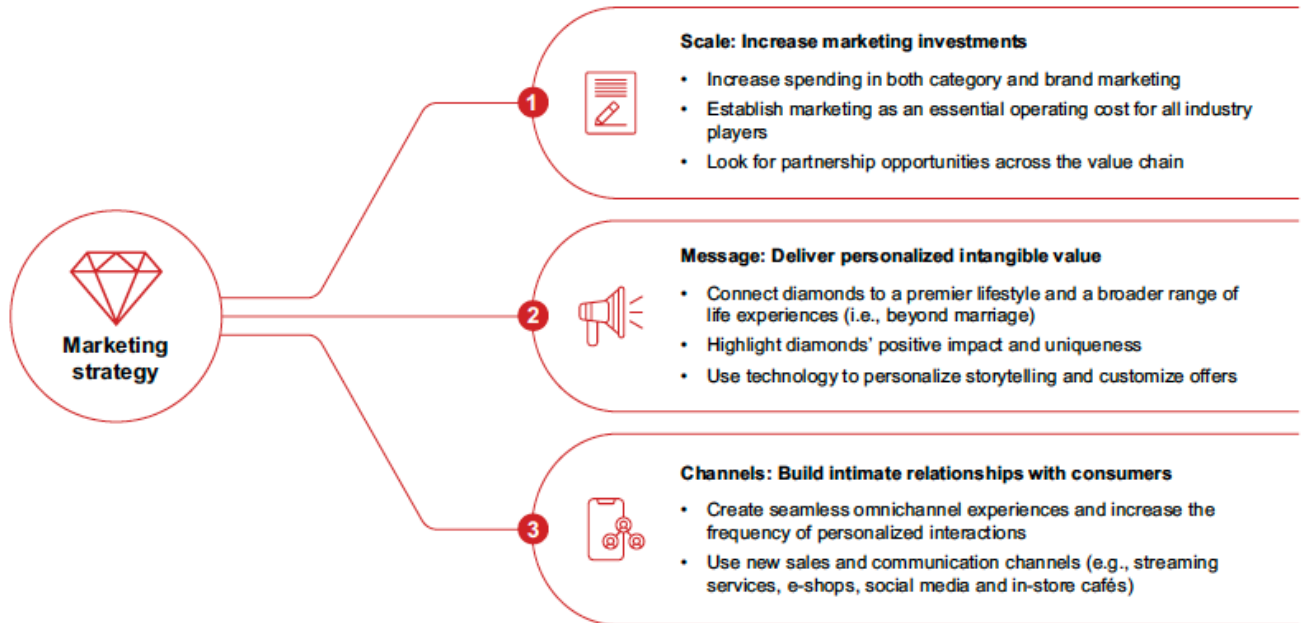 Marketing
strategy
1
Scale: Increase marketing investments
• Increase spending in both category and brand marketing
• Establish marketing as an essential operating cost for all industry
players
• Look for partnership opportunities across the value chain
2
Message: Deliver personalized intangible value
• Connect diamonds to a premier lifestyle and a broader range of
life experiences (i.e., beyond marriage)
• Highlight diamonds’ positive impact and uniqueness
• Use technology to personalize storytelling and customize offers
3
Channels: Build intimate relationships with consumers
• Create seamless omnichannel experiences and increase the
frequency of personalized interactions
• Use new sales and communication channels (e.g., streaming
services, e-shops, social media and in-store cafés)